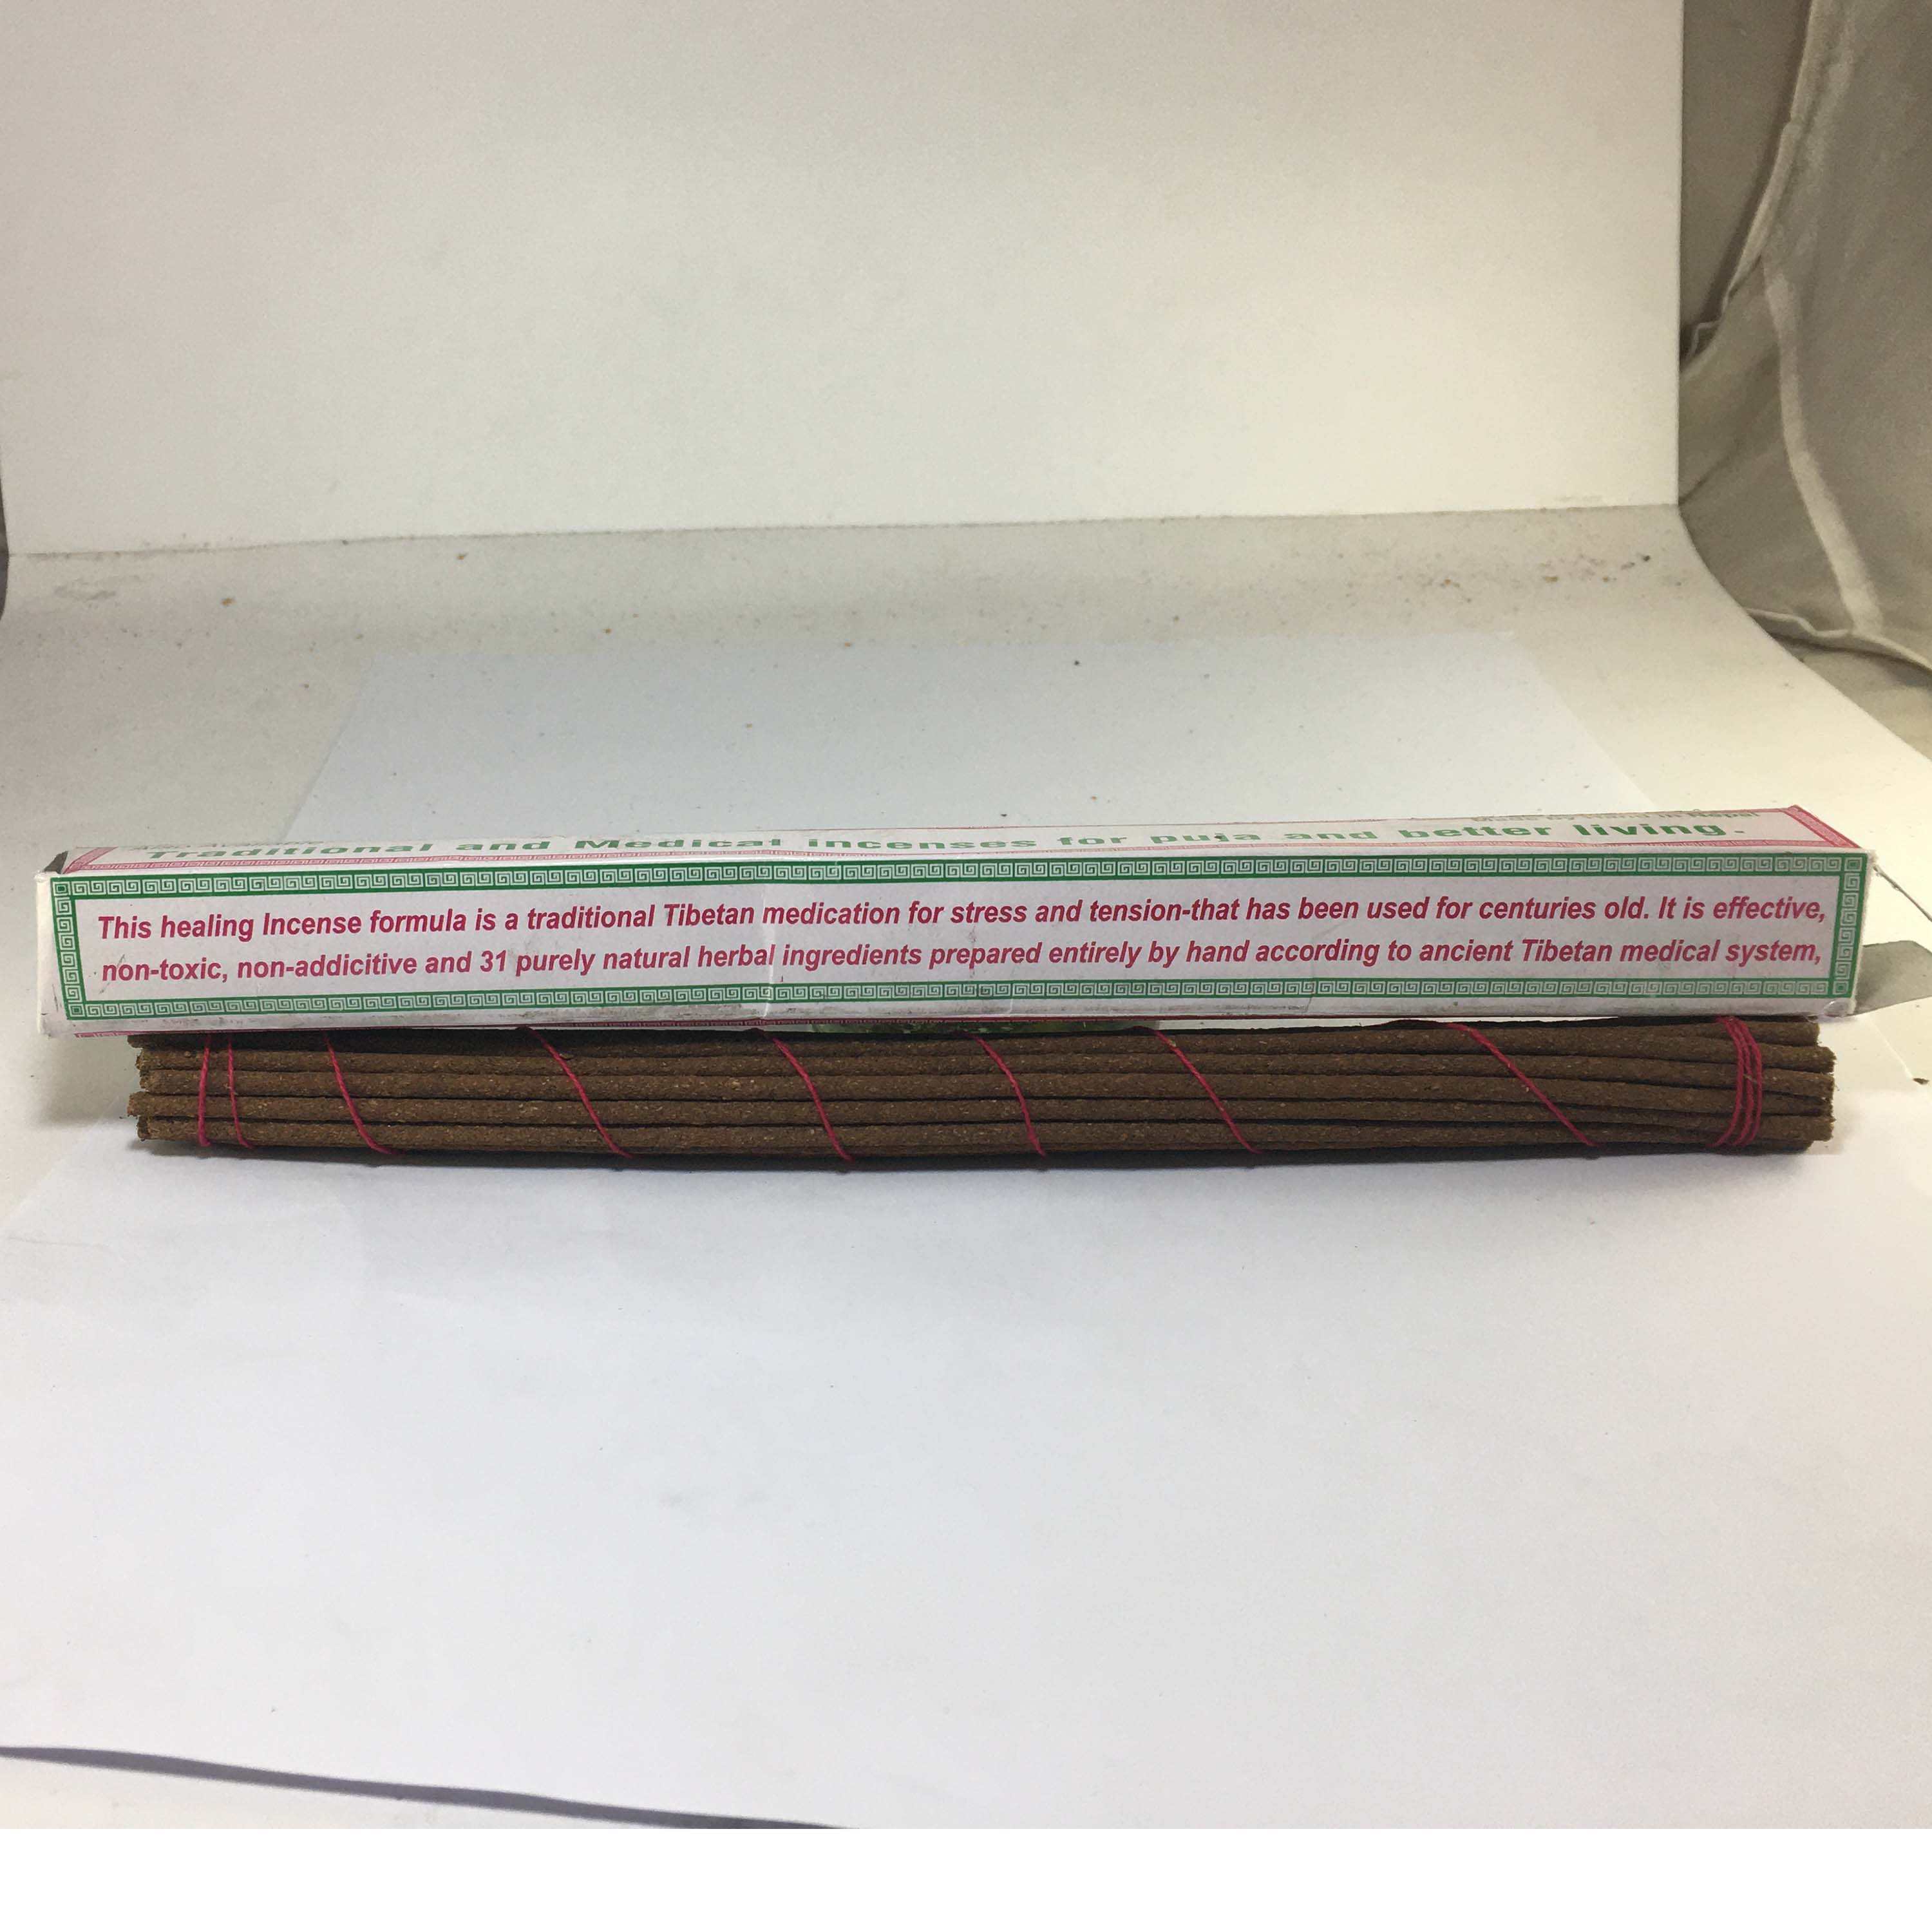 Traditional and Medical incenses for puja and better living.
This healing Incense formula is a traditional Tibetan medication for stress and tension-that has been used for centuries old. It is effective,
non-toxic, non-addicitive and 31 purely natural herbal ingredients prepared entirely by hand according to ancient Tibetan medical system,